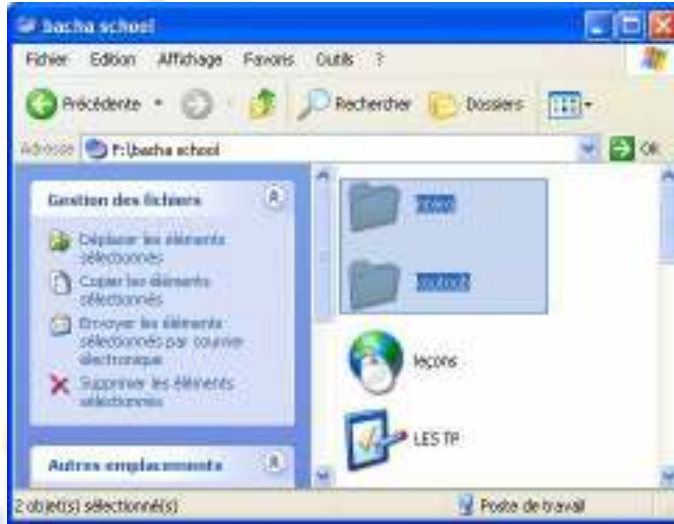 bacha school
Fichier Edition Affichage Favoris Outils ?
Précédente Rechercher Dossiers
Adresse F:\bacha school OK
Gestion des fichiers
Déplacer les éléments
sélectionnés
Copier les éléments
sélectionnés
Envoyer les éléments
sélectionnés par courrier
électronique
Supprimer les éléments
sélectionnés
Autres emplacements
leçons
LES TP
2 objet(s) sélectionné(s) Poste de travail